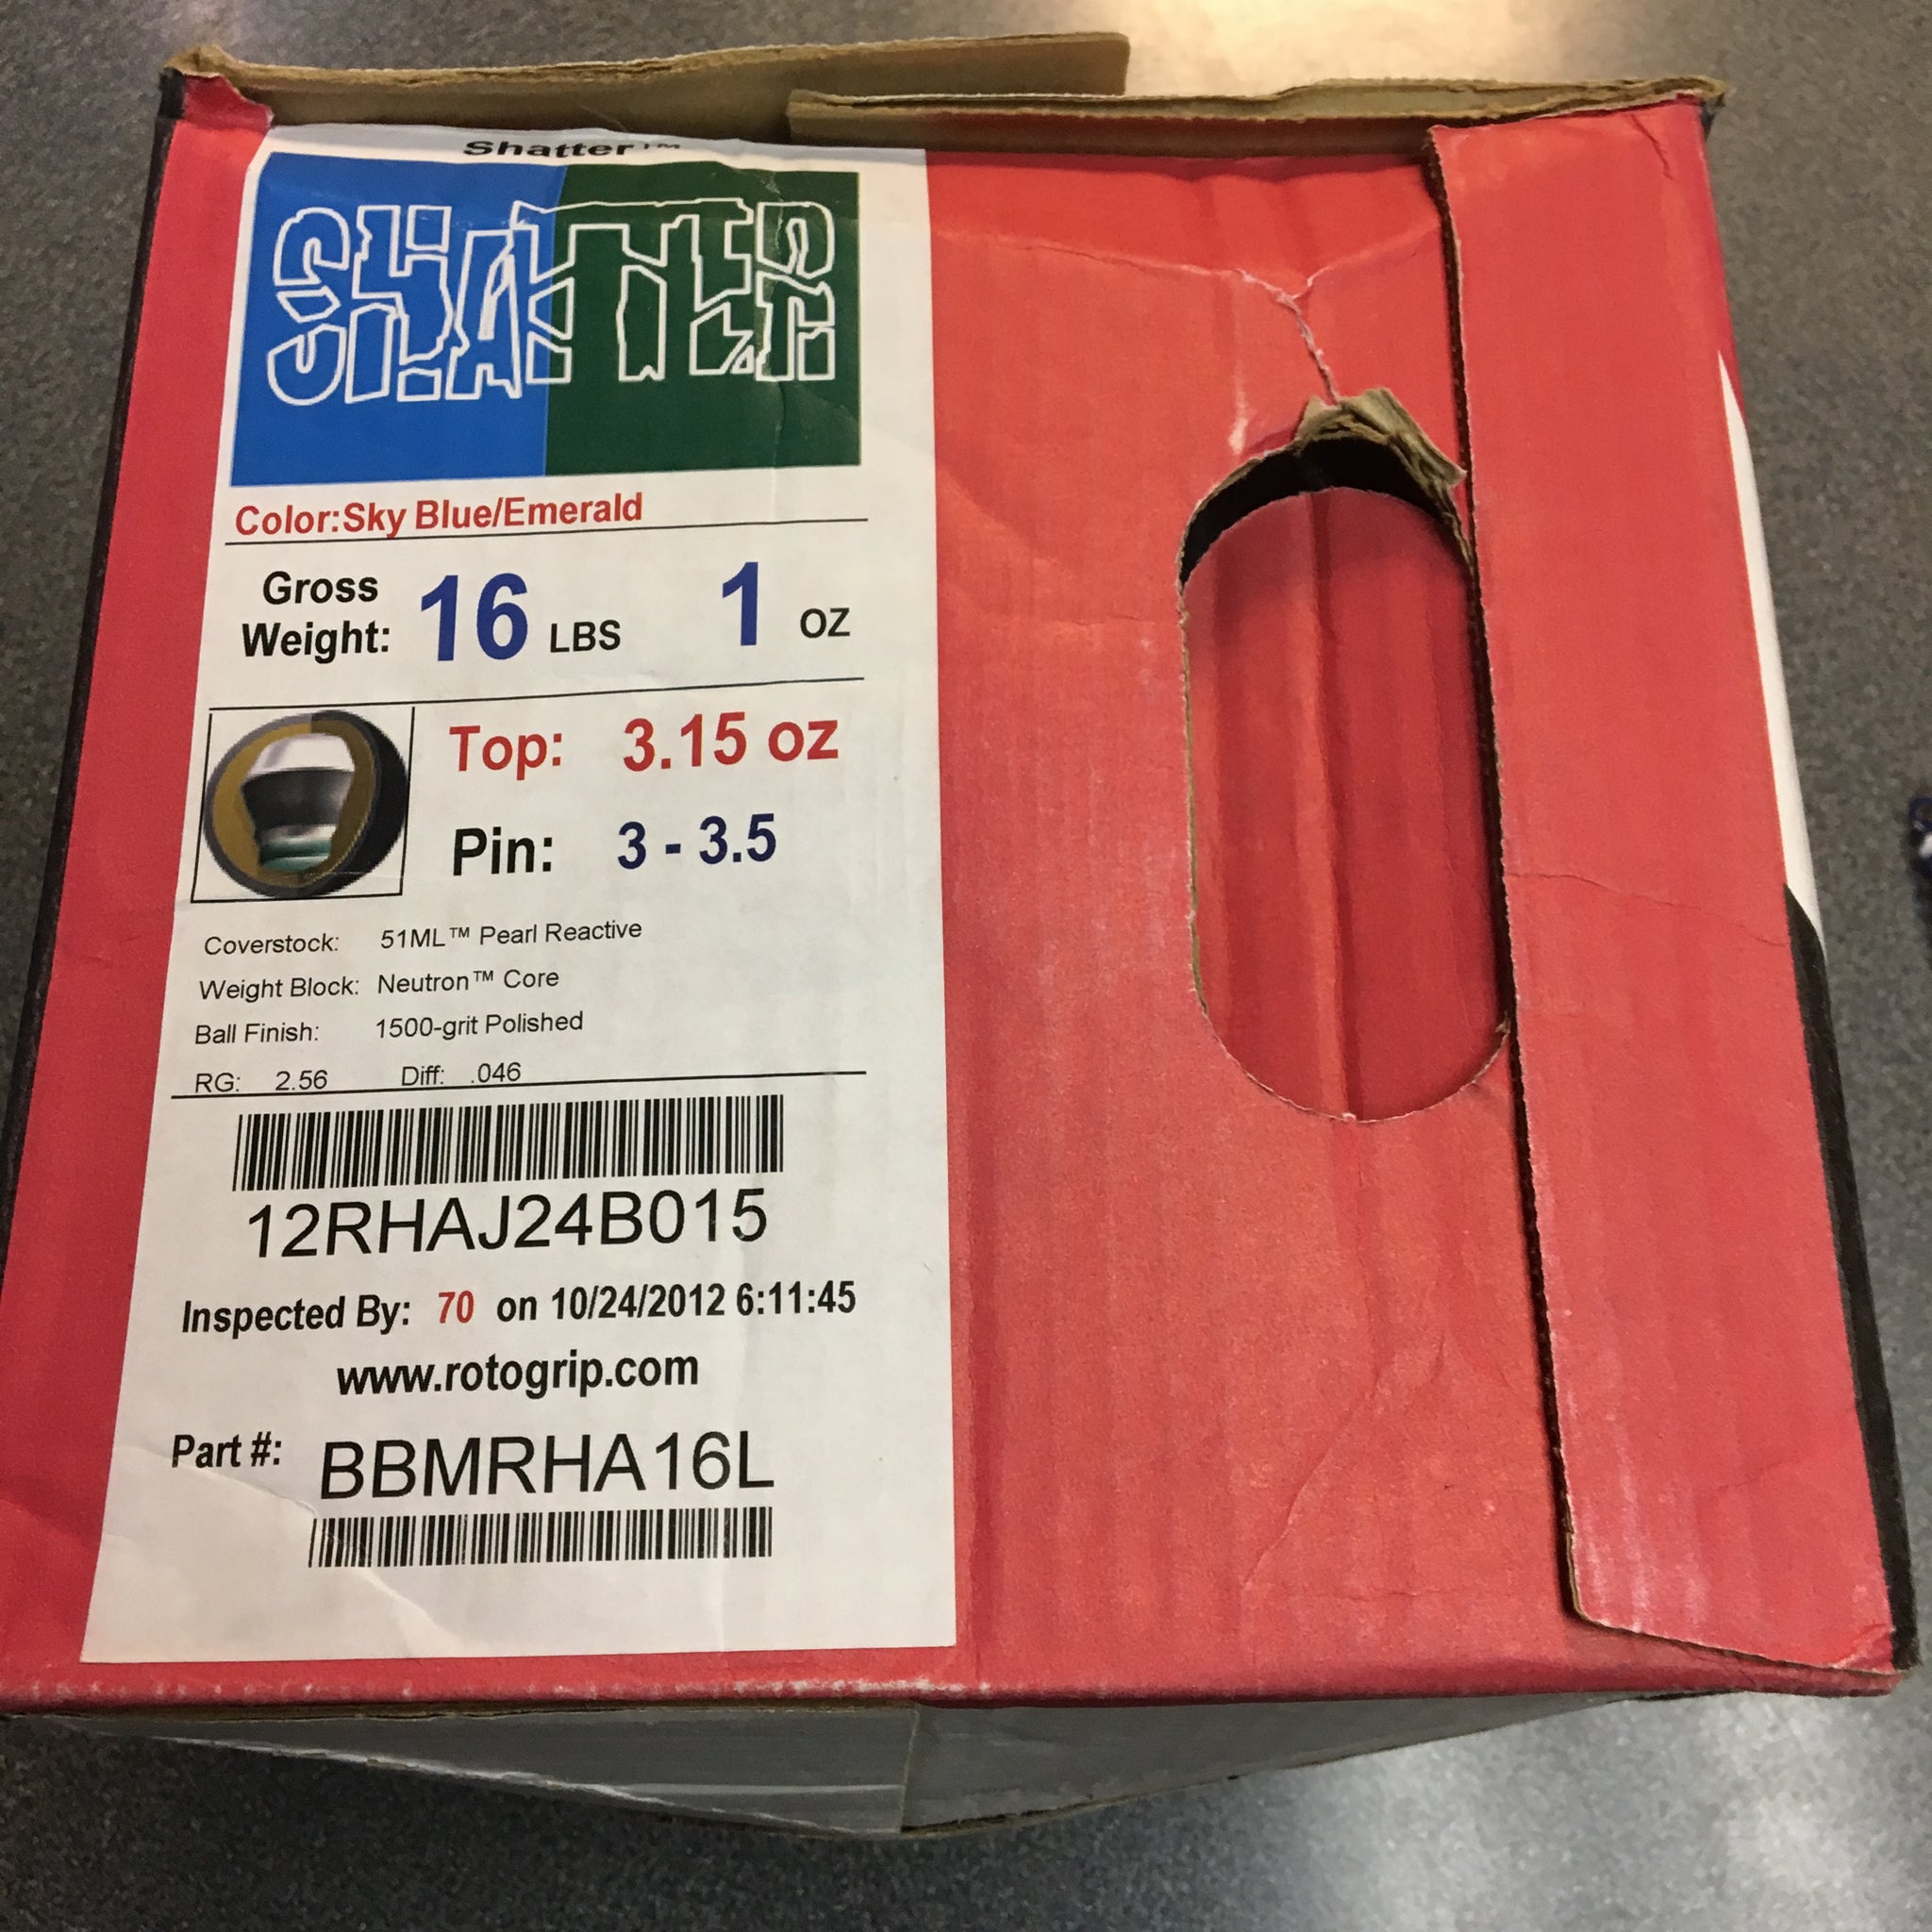 Shatter™
SHATTER
Color:Sky Blue/Emerald
Gross Weight: 16 LBS 1 oz
Top: 3.15 oz
Pin: 3 - 3.5
Coverstock: 51ML™ Pearl Reactive
Weight Block: Neutron™ Core
Ball Finish: 1500-grit Polished
RG: 2.56 Diff: .046
12RHAJ24B015
Inspected By: 70 on 10/24/2012 6:11:45
www.rotogrip.com
Part #: BBMRHA16L